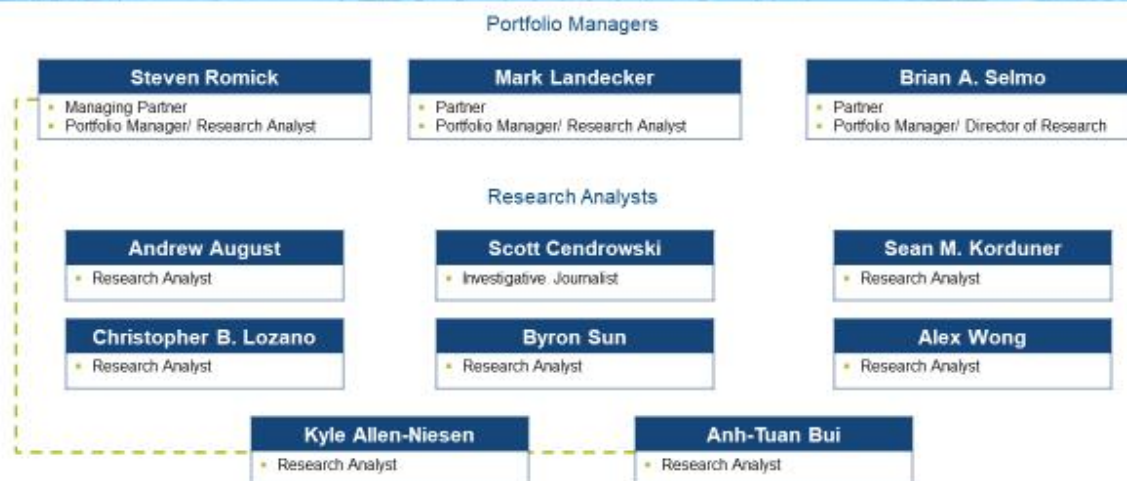 Portfolio Managers
Steven Romick
Managing Partner
Portfolio Manager/ Research Analyst
Mark Landecker
Partner
Portfolio Manager/ Research Analyst
Brian A. Selmo
Partner
Portfolio Manager/ Director of Research
Research Analysts
Andrew August
Research Analyst
Scott Cendrowski
Investigative Journalist
Sean M. Korduner
Research Analyst
Christopher B. Lozano
Research Analyst
Byron Sun
Research Analyst
Alex Wong
Research Analyst
Kyle Allen-Niesen
Research Analyst
Anh-Tuan Bui
Research Analyst